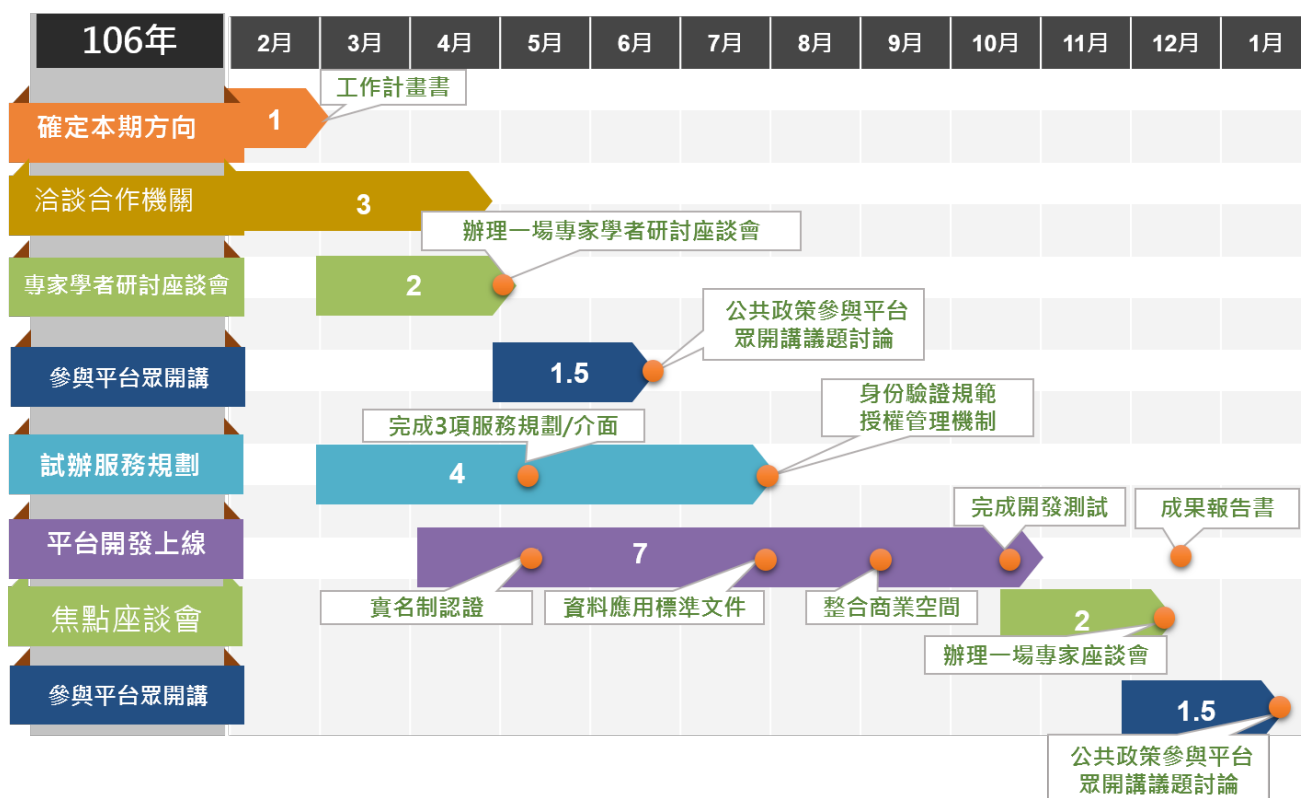 106年
2月
3月
4月
5月
6月
7月
8月
9月
10月
11月
12月
1月
工作計畫書
確定本期方向
1
洽談合作機關
3
辦理一場專家學者研討座談會
專家學者研討座談會
2
公共政策參與平台
眾開講議題討論
參與平台眾開講
1.5
身份驗證規範
授權管理機制
完成3項服務規劃/介面
試辦服務規劃
4
完成開發測試
成果報告書
平台開發上線
7
實名制認證
資料應用標準文件
整合商業空間
焦點座談會
2
辦理一場專家座談會
參與平台眾開講
1.5
公共政策參與平台
眾開講議題討論